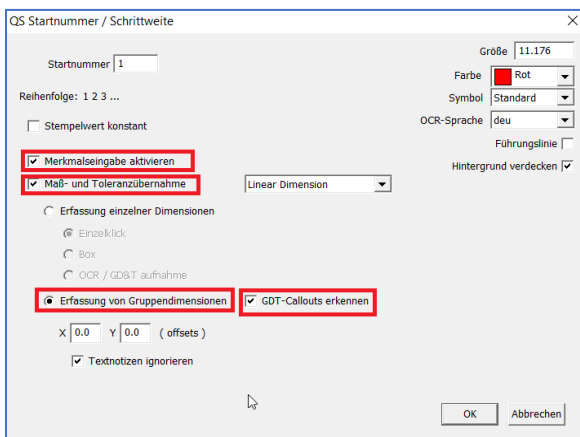 QS Startnummer / Schrittweite
Startnummer 1
Größe 11.176
Farbe Rot
Reihenfolge: 1 2 3 ...
Symbol Standard
Stempelwert konstant
OCR-Sprache deu
Führungslinie
Merkmalseingabe aktivieren
Hintergrund verdecken
Maß- und Toleranzübernahme Linear Dimension
Erfassung einzelner Dimensionen
Einzelklick
Box
OCR / GD&T aufnahme
Erfassung von Gruppendimensionen GDT-Callouts erkennen
X 0.0 Y 0.0 ( offsets )
Textnotizen ignorieren
OK Abbrechen